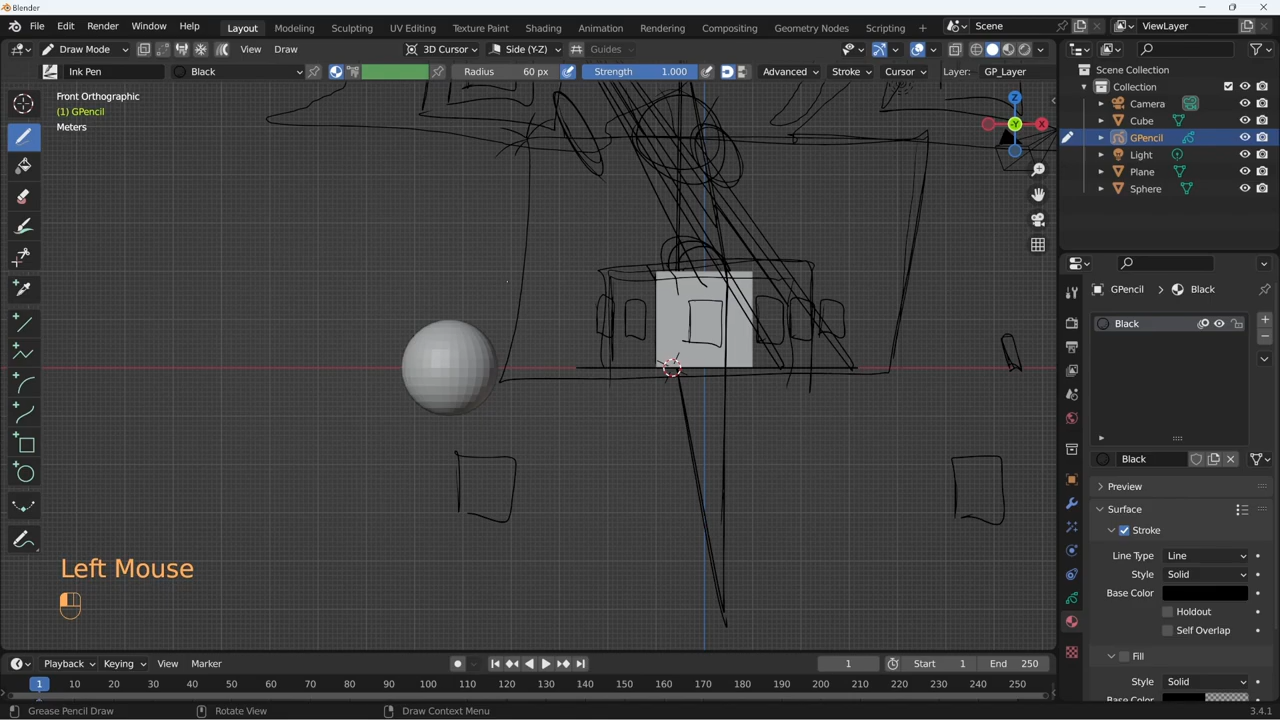 Blender
File Edit Render Window Help Layout Modeling Sculpting UV Editing Texture Paint Shading Animation Rendering Compositing Geometry Nodes Scripting Scene ViewLayer
Draw Mode View Draw 3D Cursor Side (Y-Z) Guides
Ink Pen Black Radius 60 px Strength 1.000 Advanced Stroke Cursor Layer: GP_Layer
Front Orthographic
(1) GPencil
Meters
Z
-Y
X
Scene Collection
Collection
Camera
Cube
GPencil
Light
Plane
Sphere
GPencil Black
Black
Black
Preview
Surface
Stroke
Line Type Line
Style Solid
Base Color
Holdout
Self Overlap
Fill
Style Solid
Base Color
Left Mouse
Playback Keying View Marker 1 Start 1 End 250
1 10 20 30 40 50 60 70 80 90 100 110 120 130 140 150 160 170 180 190 200 210 220 230 240 250
Grease Pencil Draw Rotate View Draw Context Menu 3.4.1